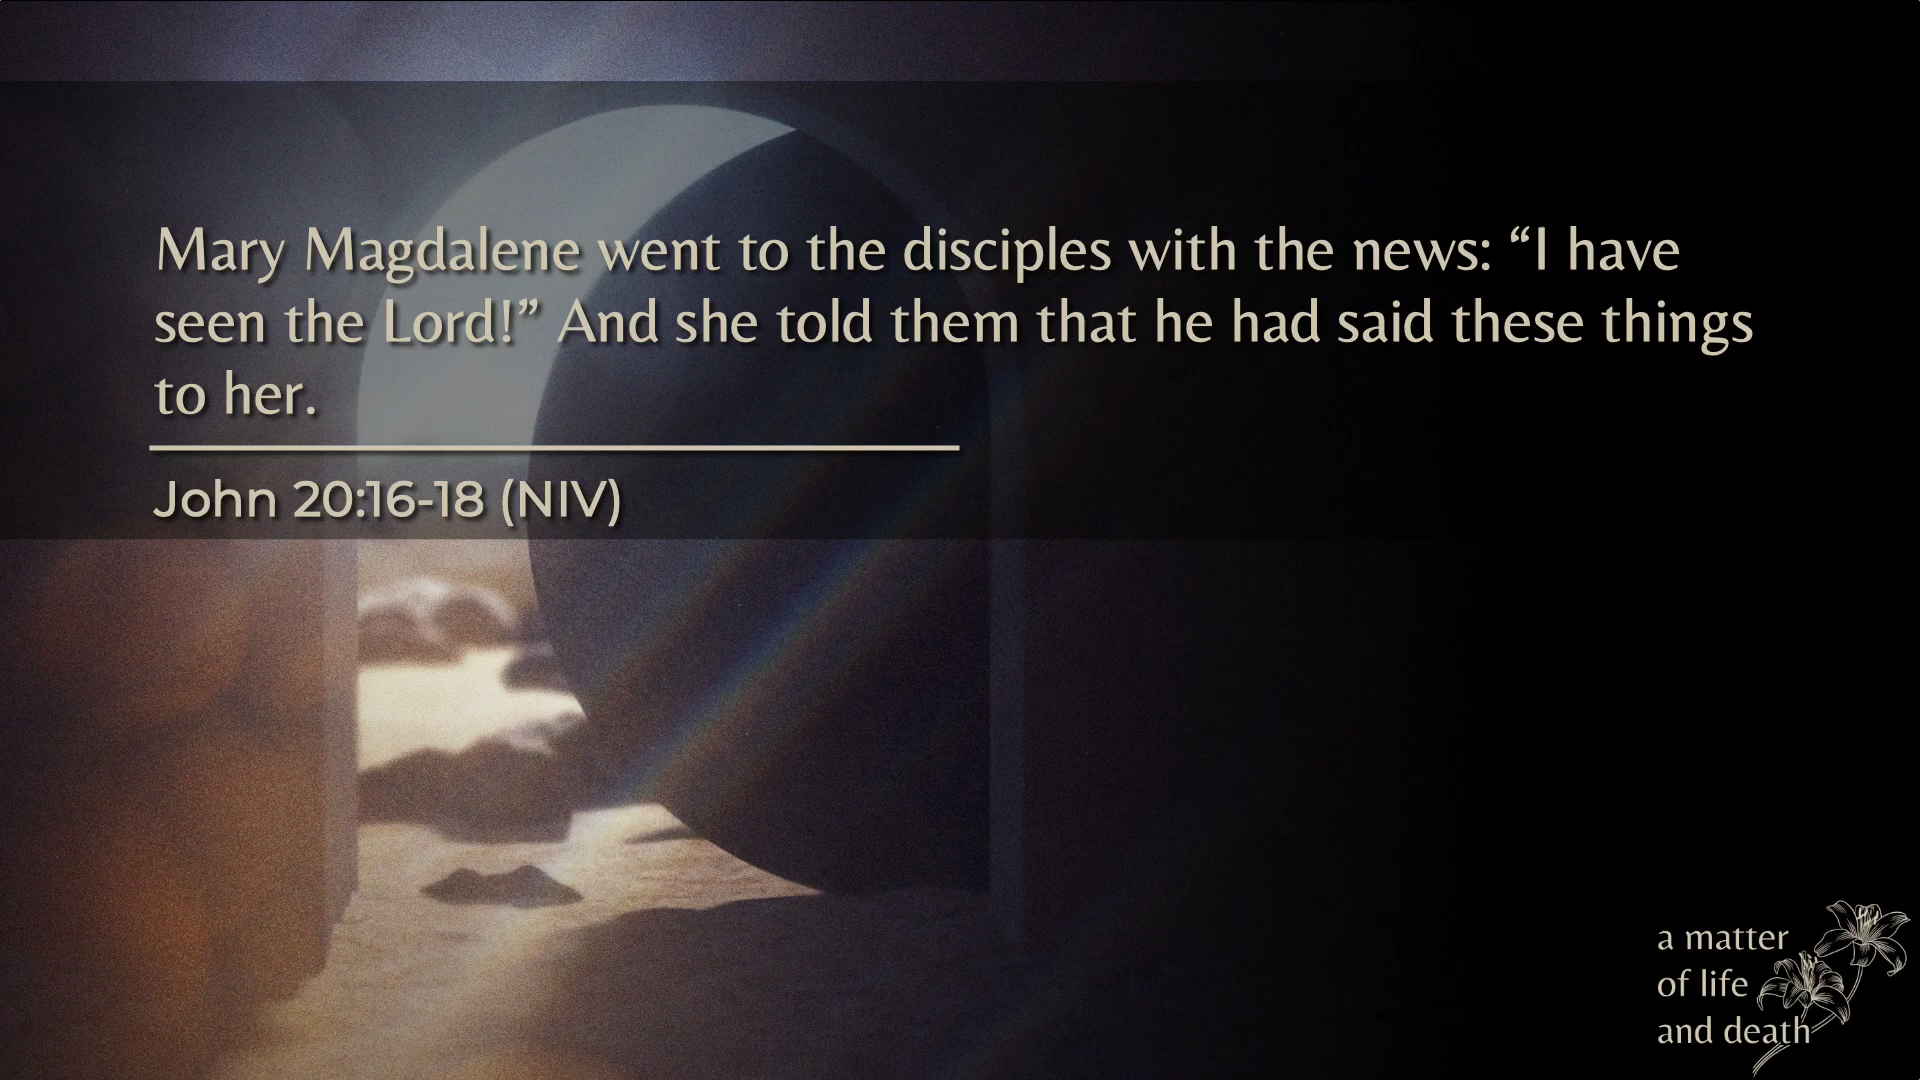 Mary Magdalene went to the disciples with the news: “I have
seen the Lord!” And she told them that he had said these things
to her.
John 20:16-18 (NIV)
a matter
of life
and death